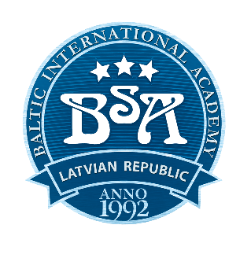 BALTIC INTERNATIONAL ACADEMY
BSA
LATVIAN REPUBLIC
ANNO
1992